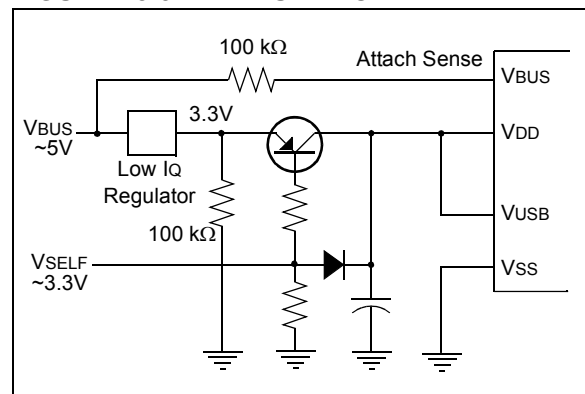 100 kΩ
Attach Sense
VBUS
3.3V
VBUS
~5V
VDD
Low IQ
Regulator
100 kΩ
VUSB
VSELF
~3.3V
VSS